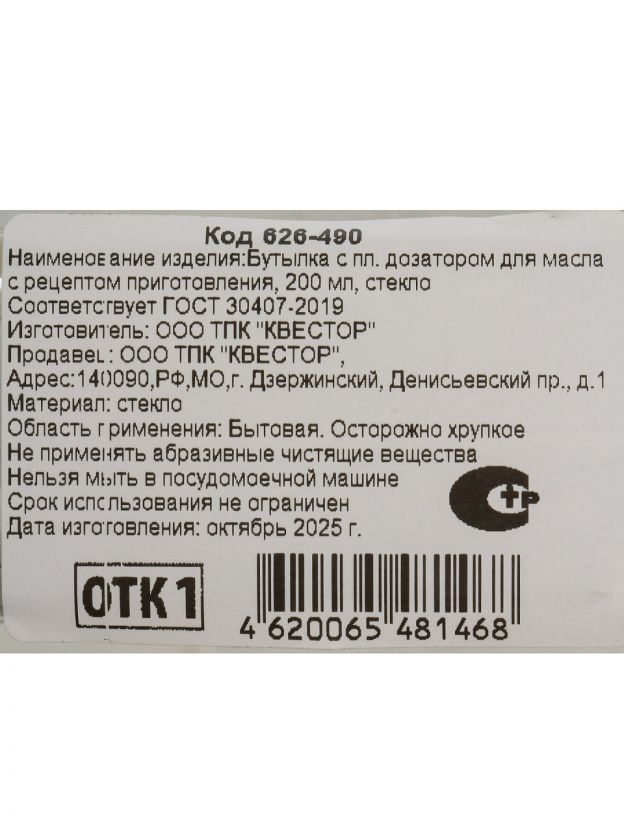 Код 626-490
Наименование изделия:Бутылка с пл. дозатором для масла
с рецептом приготовления, 200 мл, стекло
Соответствует ГОСТ 30407-2019
Изготовитель: ООО ТПК "КВЕСТОР"
Продавец: ООО ТПК "КВЕСТОР",
Адрес:140090,РФ,МО,г. Дзержинский, Денисьевский пр., д.1
Материал: стекло
Область применения: Бытовая. Осторожно хрупкое
Не применять абразивные чистящие вещества
Нельзя мыть в посудомоечной машине
Срок использования не ограничен
Дата изготовления: октябрь 2025 г.
СТР
ОТК 1
4 620065 481468